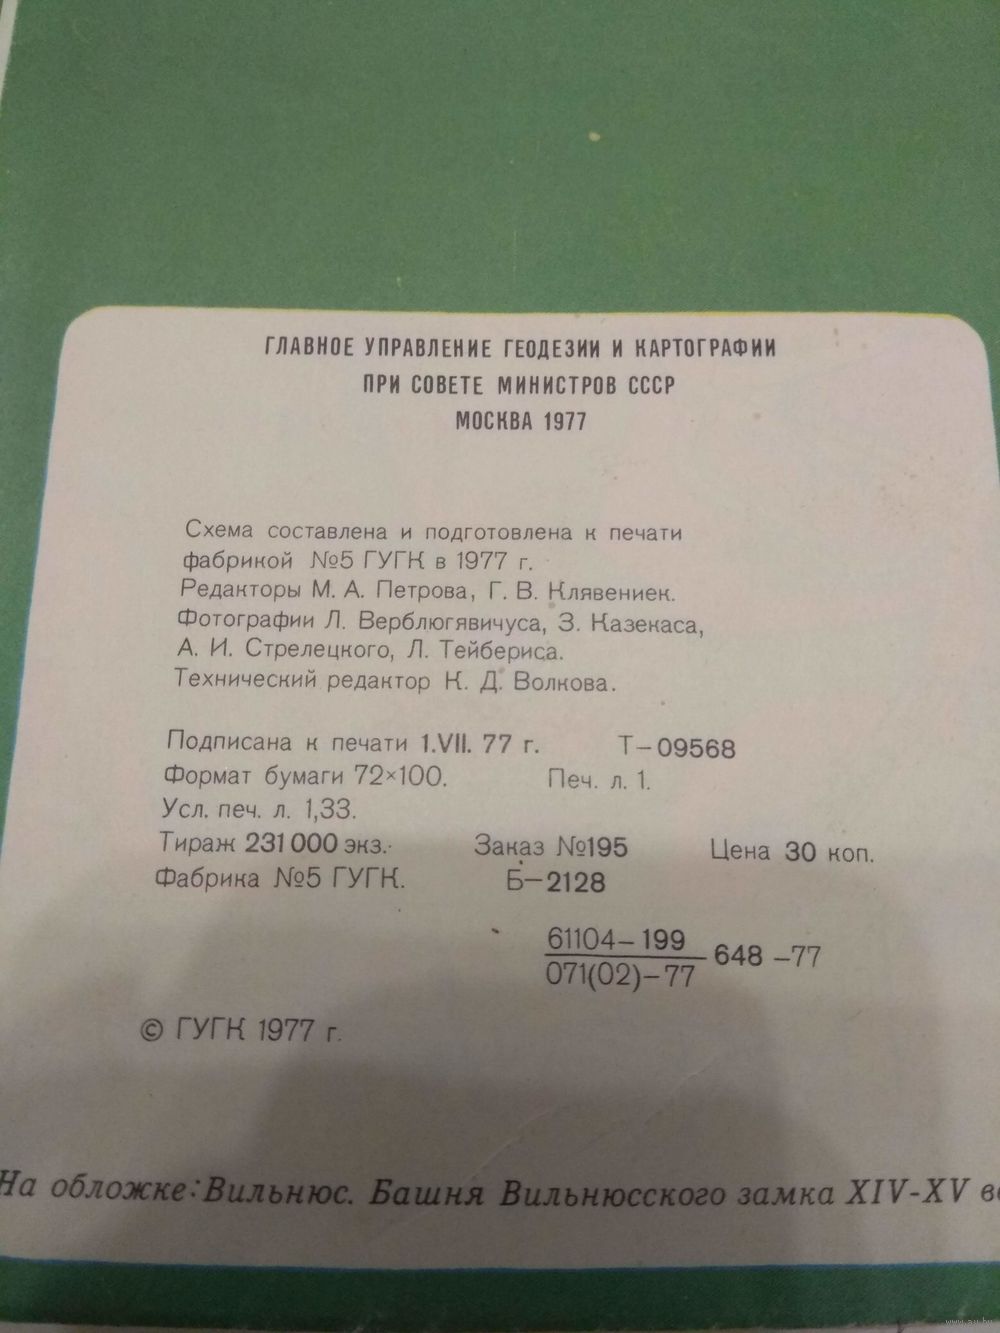 ГЛАВНОЕ УПРАВЛЕНИЕ ГЕОДЕЗИИ И КАРТОГРАФИИ
ПРИ СОВЕТЕ МИНИСТРОВ СССР
МОСКВА 1977
Схема составлена и подготовлена к печати
фабрикой №5 ГУГК в 1977 г.
Редакторы М. А. Петрова, Г. В. Клявениек.
Фотографии Л. Верблюгявичуса, З. Казекаса,
А. И. Стрелецкого, Л. Тейбериса.
Технический редактор К. Д. Волкова.
Подписана к печати 1.VII. 77 г. Т-09568
Формат бумаги 72×100. Печ. л. 1.
Усл. печ. л. 1,33.
Тираж 231000 экз. Заказ №195 Цена 30 коп.
Фабрика №5 ГУГК. Б-2128
61104-199
071(02)-77 648-77
© ГУГК 1977 г.
На обложке: Вильнюс. Башня Вильнюсского замка XIV-XV